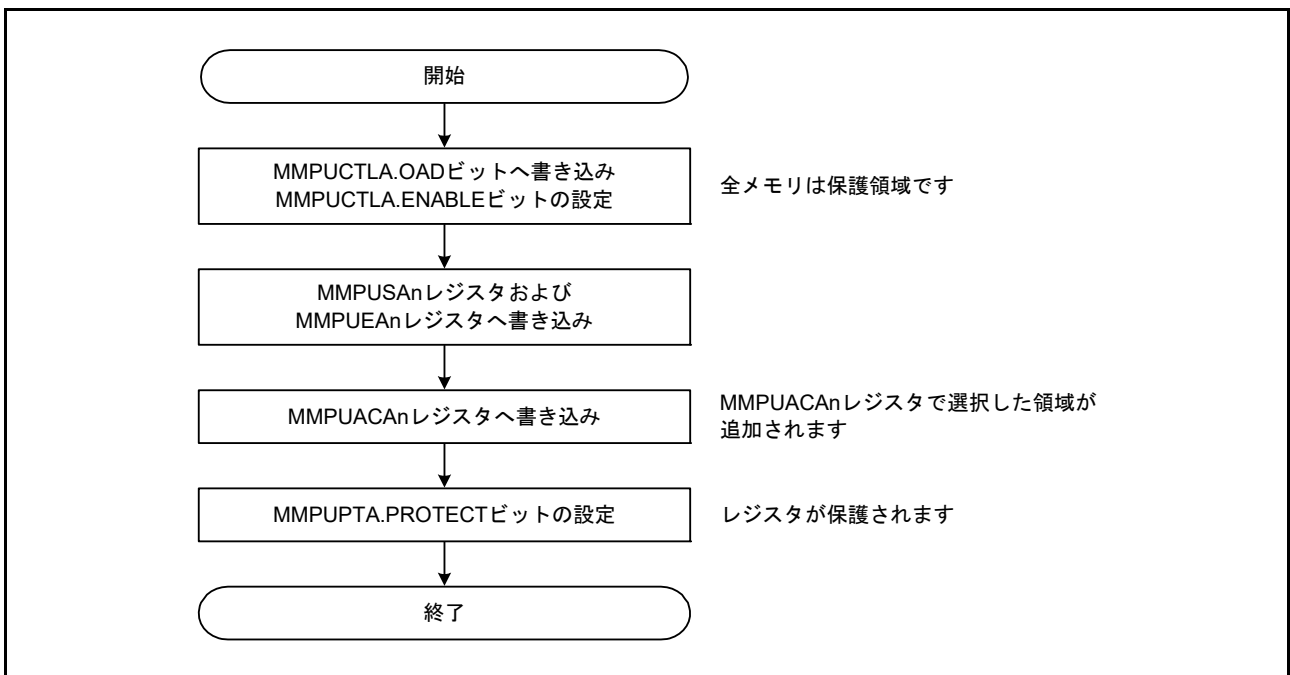 開始
MMPUCTLA.OADビットへ書き込み
MMPUCTLA.ENABLEビットの設定
全メモリは保護領域です
MMPUSAnレジスタおよび
MMPUEAnレジスタへ書き込み
MMPUACAnレジスタへ書き込み
MMPUACAnレジスタで選択した領域が
追加されます
MMPUPTA.PROTECTビットの設定
レジスタが保護されます
終了